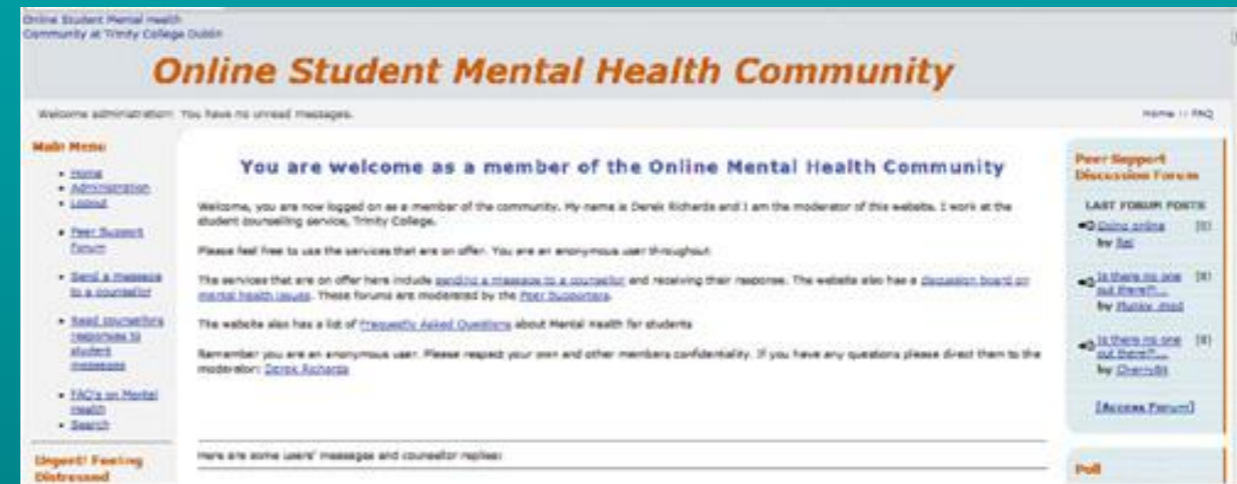 Online Student Mental Health
Community at Trinity College Dublin
Online Student Mental Health Community
Welcome administration: You have no unread messages.
Home :: FAQ
Main Menu
• Home
• Administration
• Logout
• Peer Support
Forum
• Send a message
to a counsellor
• Read counsellors
responses to
student
messages
• FAQ's on Mental
Health
• Search
Urgent! Feeling
Distressed
You are welcome as a member of the Online Mental Health Community
Welcome, you are now logged on as a member of the community. My name is Derek Richards and I am the moderator of this website. I work at the
student counselling service, Trinity College.
Please feel free to use the services that are on offer. You are an anonymous user throughout
The services that are on offer here include sending a message to a counsellor and receiving their response. The website also has a discussion board on
mental health issues. These forums are moderated by the Peer Supporters.
The website also has a list of Frequently Asked Questions about Mental Health for students
Remember you are an anonymous user. Please respect your own and other members confidentiality. If you have any questions please direct them to the
moderator: Derek Richards
Here are some users' messages and counsellor replies:
Peer Support
Discussion Forum
LAST FORUM POSTS
Going online
by
Is there no one
out there?!...
by
Is there no one
out there?!...
by Cherry84
[Access Forum]
Poll